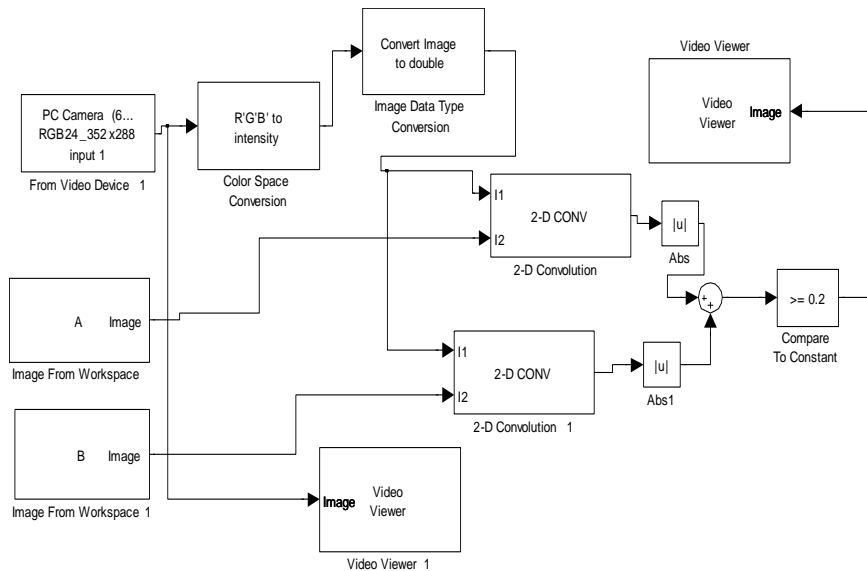 Convert Image
to double
Image Data Type
Conversion
Video Viewer
Video
Viewer
Image
PC Camera (6...
RGB24_352x288
input 1
From Video Device 1
R'G'B' to
intensity
Color Space
Conversion
I1
I2
2-D CONV
2-D Convolution
|u|
Abs
A
Image
Image From Workspace
+
+
>= 0.2
Compare
To Constant
I1
I2
2-D CONV
2-D Convolution 1
|u|
Abs1
B
Image
Image From Workspace 1
Image
Video
Viewer
Video Viewer 1